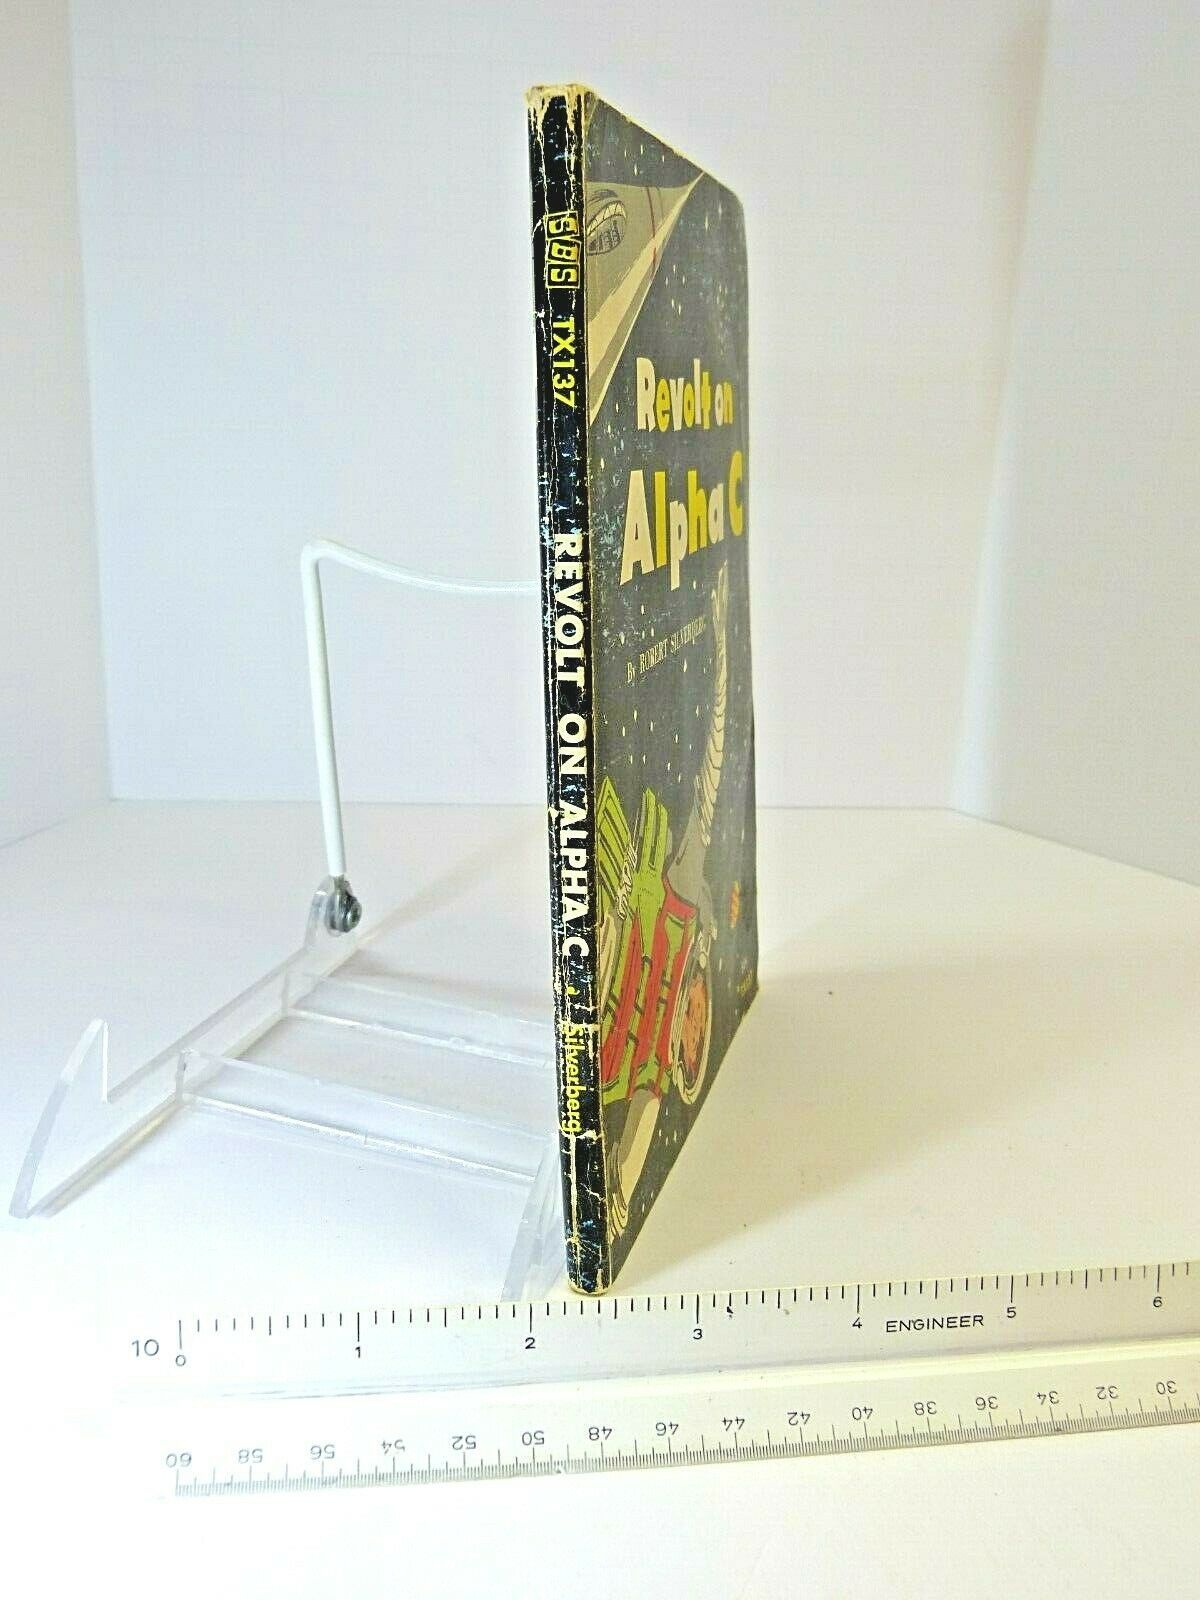 SBS TX137 REVOLT ON ALPHA C . Silverberg
Revolt on
Alpha C
By ROBERT SILVERBERG
10 0 1 2 3 4 ENGINEER 5 6
60 58 56 54 52 50 48 46 44 42 40 38 36 34 32 30